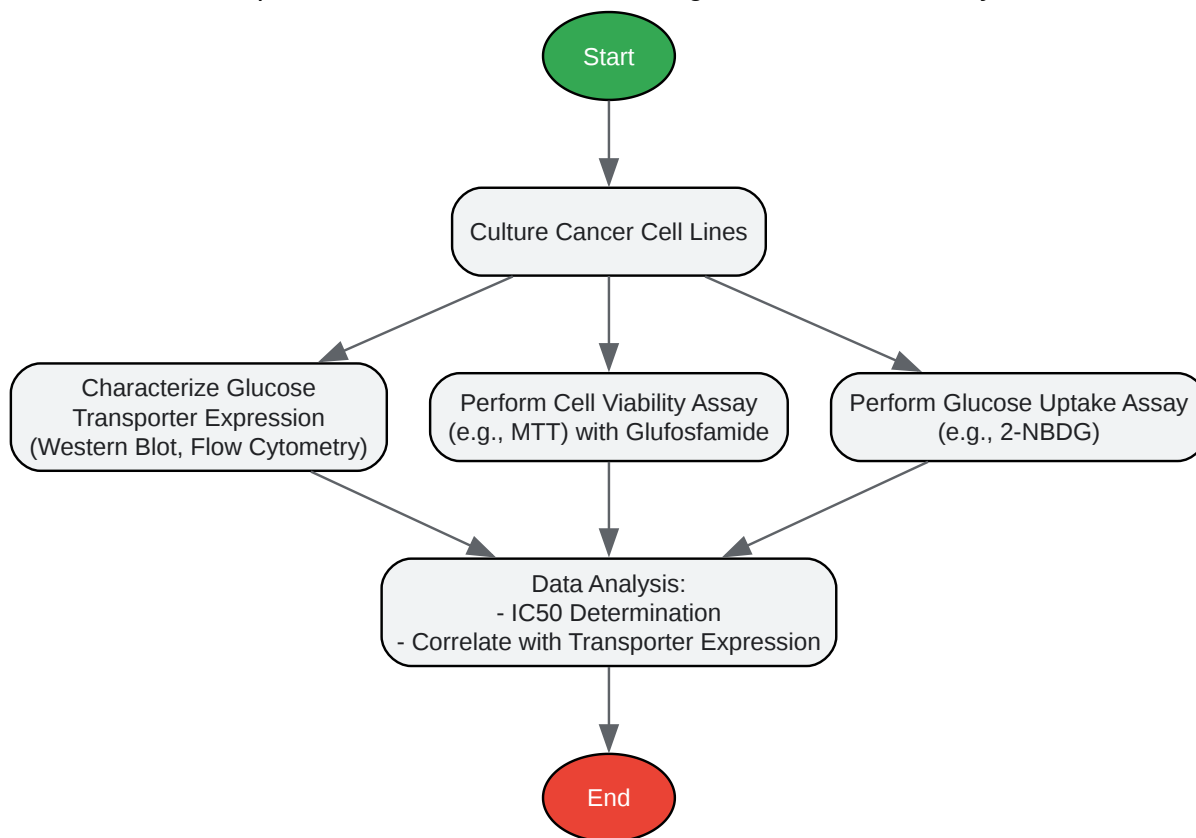 Start
Culture Cancer Cell Lines
Characterize Glucose
Transporter Expression
(Western Blot, Flow Cytometry)
Perform Cell Viability Assay
(e.g., MTT) with Glufosfamide
Perform Glucose Uptake Assay
(e.g., 2-NBDG)
Data Analysis:
- IC50 Determination
- Correlate with Transporter Expression
End